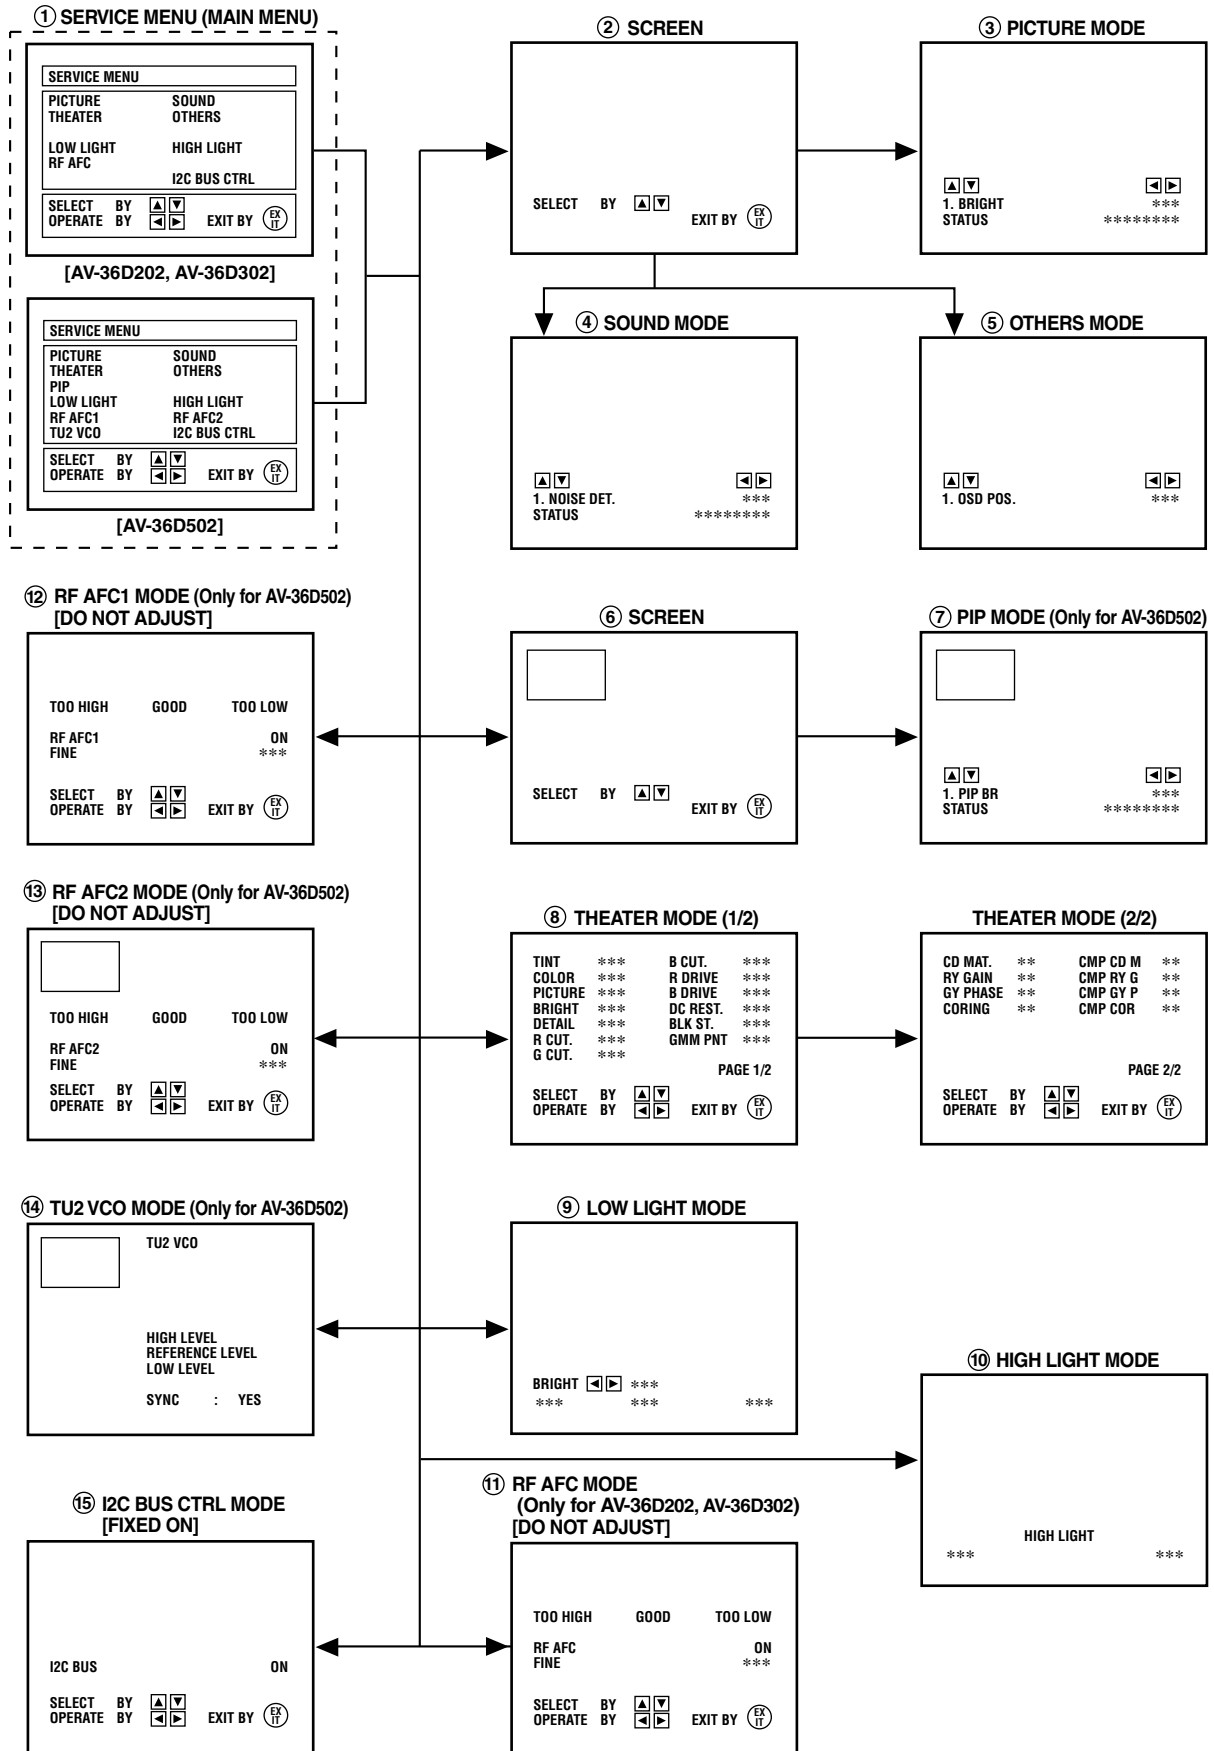 ① SERVICE MENU (MAIN MENU)
SERVICE MENU
PICTURE SOUND
THEATER OTHERS
LOW LIGHT HIGH LIGHT
RF AFC
I2C BUS CTRL
SELECT BY ▲▼
OPERATE BY ◀▶ EXIT BY EXIT
[AV-36D202, AV-36D302]
SERVICE MENU
PICTURE SOUND
THEATER OTHERS
PIP
LOW LIGHT HIGH LIGHT
RF AFC1 RF AFC2
TU2 VCO I2C BUS CTRL
SELECT BY ▲▼
OPERATE BY ◀▶ EXIT BY EXIT
[AV-36D502]
② SCREEN
SELECT BY ▲▼
EXIT BY EXIT
③ PICTURE MODE
▲▼ ◀▶
1. BRIGHT ***
STATUS ********
④ SOUND MODE
▲▼ ◀▶
1. NOISE DET. ***
STATUS ********
⑤ OTHERS MODE
▲▼ ◀▶
1. OSD POS. ***
⑫ RF AFC1 MODE (Only for AV-36D502)
[DO NOT ADJUST]
TOO HIGH GOOD TOO LOW
RF AFC1 ON
FINE ***
SELECT BY ▲▼
OPERATE BY ◀▶ EXIT BY EXIT
⑥ SCREEN
SELECT BY ▲▼
EXIT BY EXIT
⑦ PIP MODE (Only for AV-36D502)
▲▼ ◀▶
1. PIP BR ***
STATUS ********
⑬ RF AFC2 MODE (Only for AV-36D502)
[DO NOT ADJUST]
TOO HIGH GOOD TOO LOW
RF AFC2 ON
FINE ***
SELECT BY ▲▼
OPERATE BY ◀▶ EXIT BY EXIT
⑧ THEATER MODE (1/2)
TINT *** B CUT. ***
COLOR *** R DRIVE ***
PICTURE *** B DRIVE ***
BRIGHT *** DC REST. ***
DETAIL *** BLK ST. ***
R CUT. *** GMM PNT ***
G CUT. ***
PAGE 1/2
SELECT BY ▲▼
OPERATE BY ◀▶ EXIT BY EXIT
THEATER MODE (2/2)
CD MAT. ** CMP CD M **
RY GAIN ** CMP RY G **
GY PHASE ** CMP GY P **
CORING ** CMP COR **
PAGE 2/2
SELECT BY ▲▼
OPERATE BY ◀▶ EXIT BY EXIT
⑭ TU2 VCO MODE (Only for AV-36D502)
TU2 VCO
HIGH LEVEL
REFERENCE LEVEL
LOW LEVEL
SYNC : YES
⑨ LOW LIGHT MODE
BRIGHT ◀▶ ***
*** *** ***
⑩ HIGH LIGHT MODE
HIGH LIGHT
*** ***
⑮ I2C BUS CTRL MODE
[FIXED ON]
I2C BUS ON
SELECT BY ▲▼
OPERATE BY ◀▶ EXIT BY EXIT
⑪ RF AFC MODE
(Only for AV-36D202, AV-36D302)
[DO NOT ADJUST]
TOO HIGH GOOD TOO LOW
RF AFC ON
FINE ***
SELECT BY ▲▼
OPERATE BY ◀▶ EXIT BY EXIT